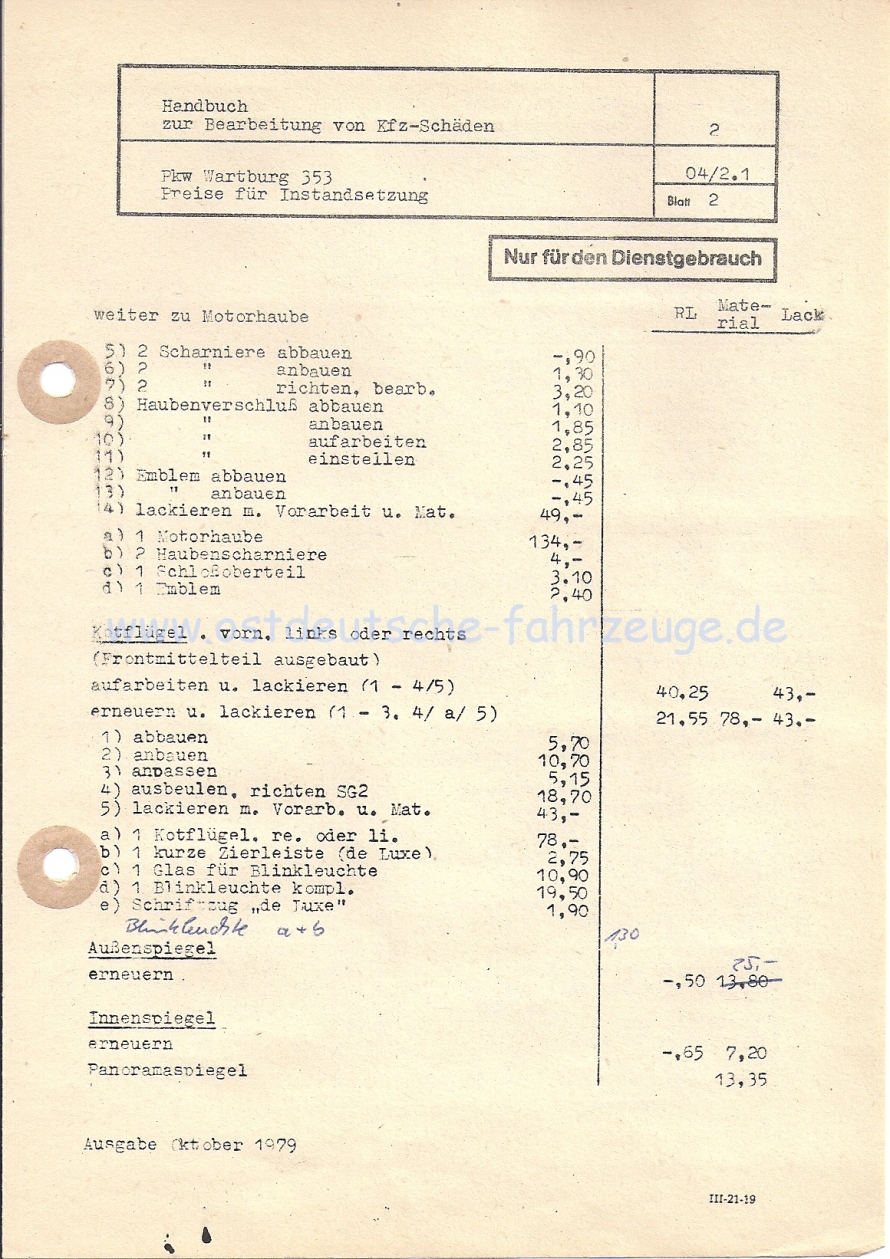 Handbuch
zur Bearbeitung von Kfz-Schäden
2
Pkw Wartburg 353
Preise für Instandsetzung
04/2.1
Blatt 2
Nur für den Dienstgebrauch
weiter zu Motorhaube RL Mate-rial Lack
5) 2 Scharniere abbauen -,90
6) 2 " anbauen 1,30
7) 2 " richten, bearb. 3,20
8) Haubenverschluß abbauen 1,10
9) " anbauen 1,85
10) " aufarbeiten 2,85
11) " einstellen 2,25
12) Emblem abbauen -,45
13) " anbauen -,45
14) lackieren m. Vorarbeit u. Mat. 49,-
a) 1 Motorhaube 134,-
b) 2 Haubenscharniere 4,-
c) 1 Schloßoberteil 3.10
d) 1 Emblem 2,40
www.ostdeutsche-fahrzeuge.de
Kotflügel, vorn, links oder rechts
(Frontmittelteil ausgebaut)
aufarbeiten u. lackieren (1 - 4/5) 40,25 43,-
erneuern u. lackieren (1 - 3, 4/ a/ 5) 21,55 78,- 43,-
1) abbauen 5,70
2) anbauen 10,70
3) anpassen 5,15
4) ausbeulen, richten SG2 18,70
5) lackieren m. Vorarb. u. Mat. 43,-
a) 1 Kotflügel, re. oder li. 78,-
b) 1 kurze Zierleiste (de Luxe) 2,75
c) 1 Glas für Blinkleuchte 10,90
d) 1 Blinkleuchte kompl. 19,50
e) Schriftzug „de Luxe" 1,90
Blinkleuchte a + b 1,30
Außenspiegel
25,-
erneuern -,50 13,80
Innenspiegel
erneuern -,65 7,20
Panoramaspiegel 13,35
Ausgabe Oktober 1979
III-21-19